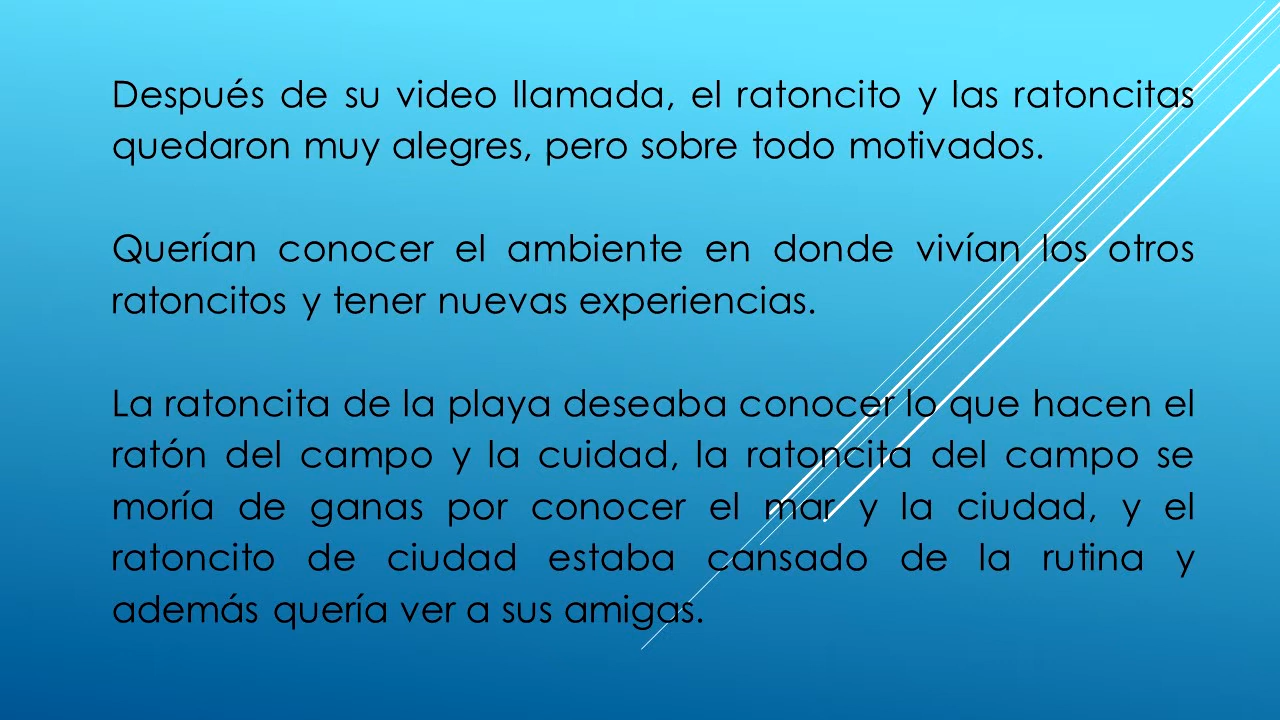 Después de su video llamada, el ratoncito y las ratoncitas
quedaron muy alegres, pero sobre todo motivados.
Querían conocer el ambiente en donde vivían los otros
ratoncitos y tener nuevas experiencias.
La ratoncita de la playa deseaba conocer lo que hacen el
ratón del campo y la cuidad, la ratoncita del campo se
moría de ganas por conocer el mar y la ciudad, y el
ratoncito de ciudad estaba cansado de la rutina y
además quería ver a sus amigas.